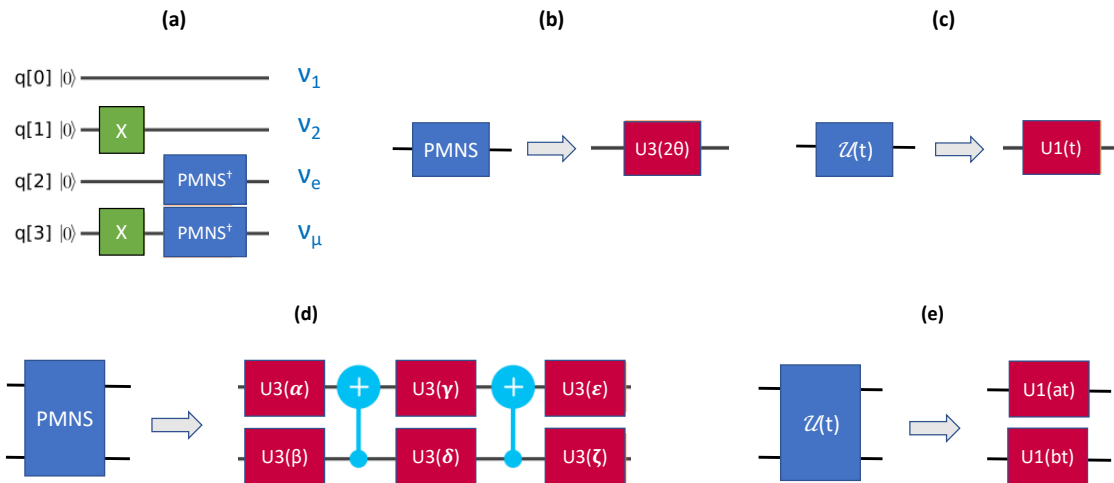 (a)
(b)
(c)
q[0] |0⟩ ν₁
q[1] |0⟩ X ν₂
q[2] |0⟩ PMNS† νₑ
q[3] |0⟩ X PMNS† ν_μ
PMNS U3(2θ)
𝒰(t) U1(t)
(d)
(e)
PMNS
U3(α) + U3(γ) + U3(ε)
U3(β) U3(δ) U3(ζ)
𝒰(t)
U1(at)
U1(bt)